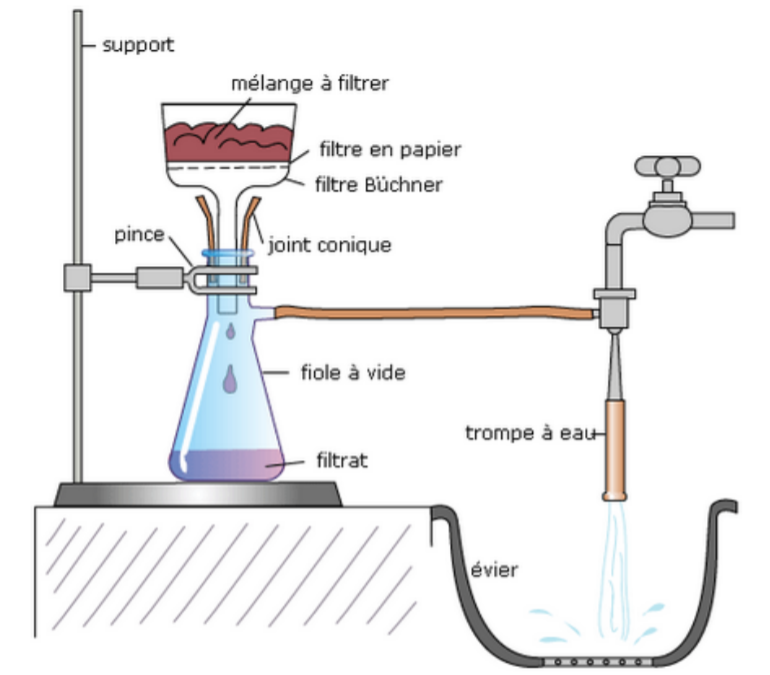 support
mélange à filtrer
filtre en papier
filtre Büchner
pince
joint conique
fiole à vide
trompe à eau
filtrat
évier